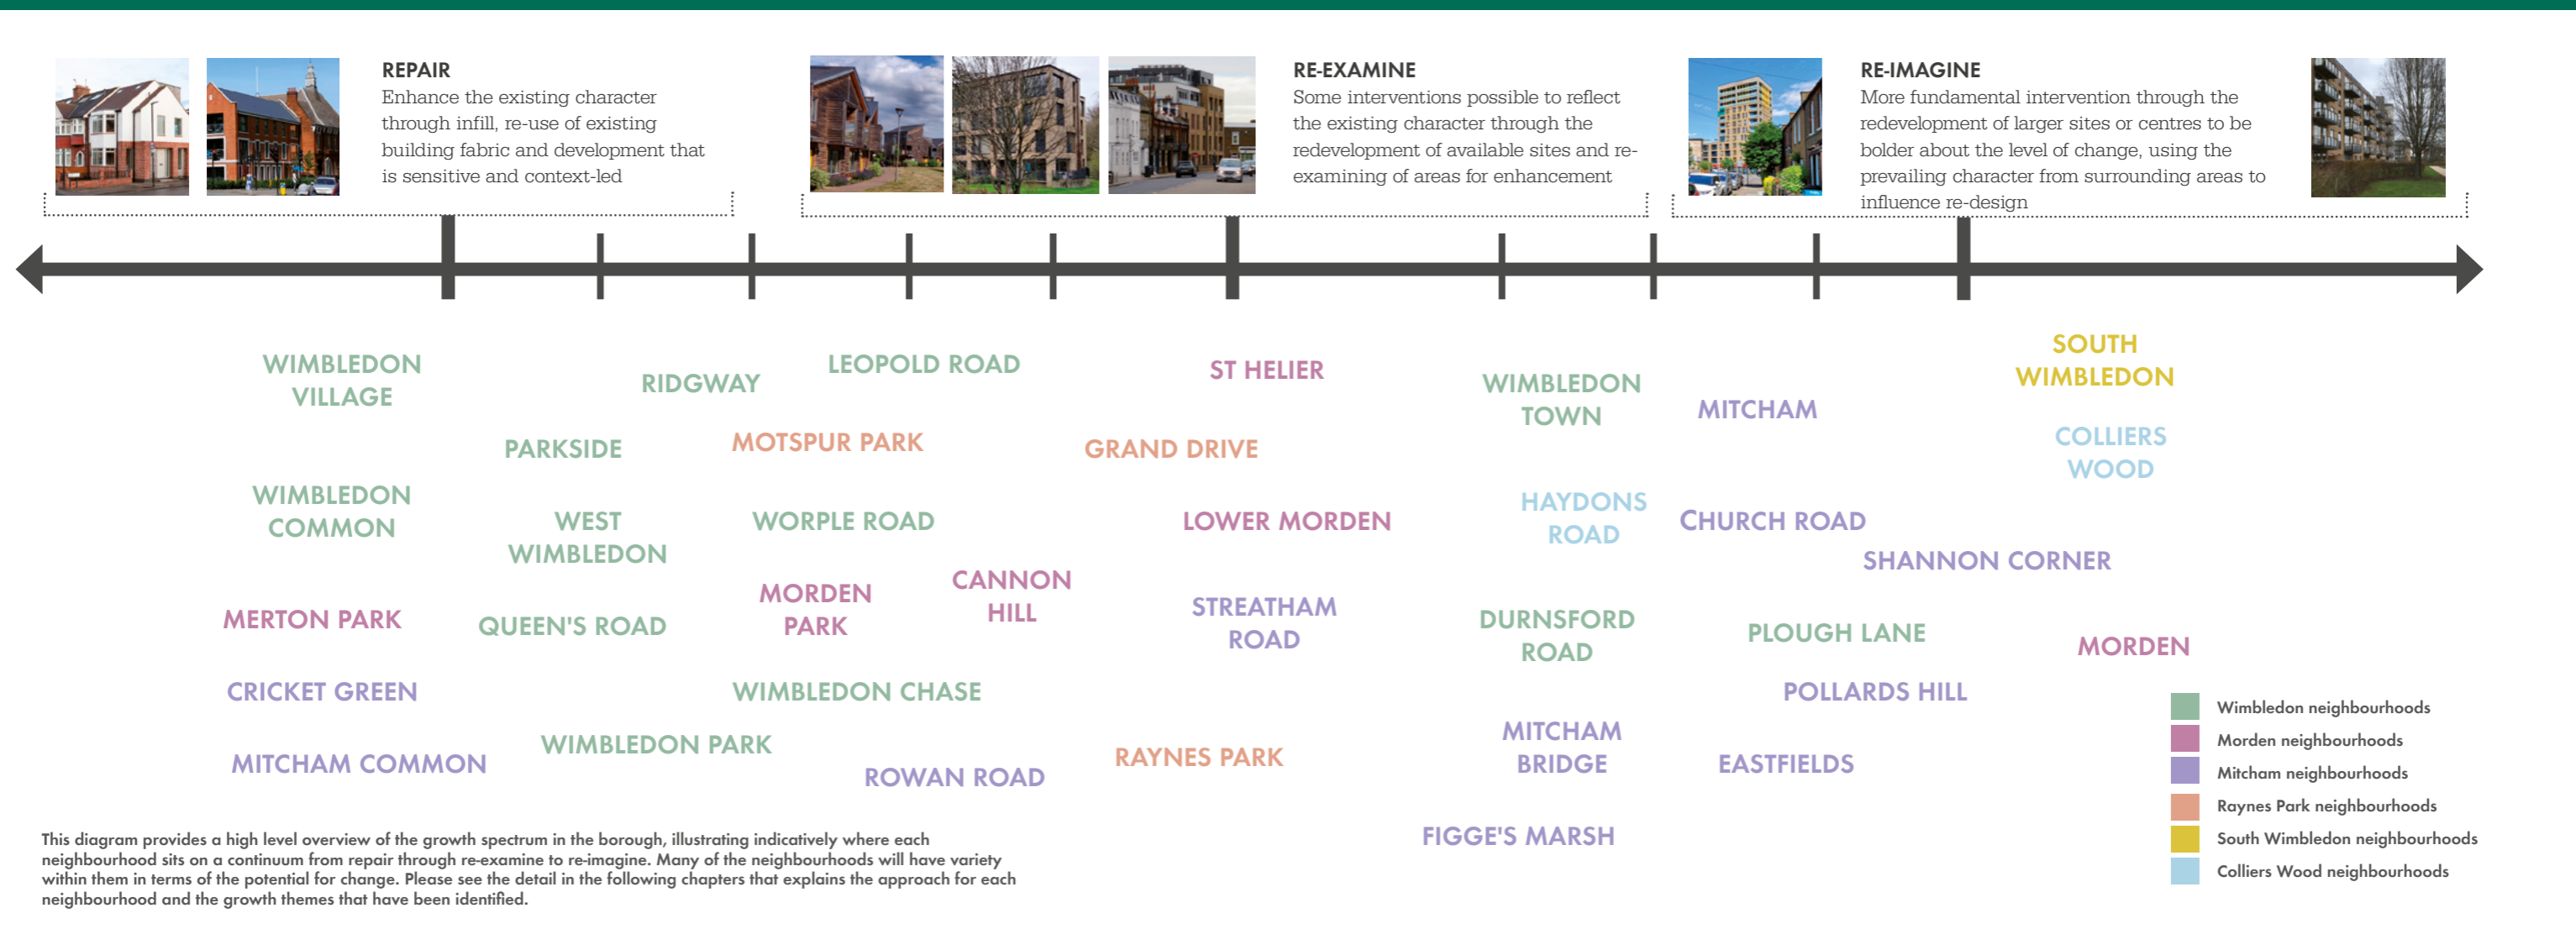 REPAIR
Enhance the existing character
through infill, re-use of existing
building fabric and development that
is sensitive and context-led
RE-EXAMINE
Some interventions possible to reflect
the existing character through the
redevelopment of available sites and re-
examining of areas for enhancement
RE-IMAGINE
More fundamental intervention through the
redevelopment of larger sites or centres to be
bolder about the level of change, using the
prevailing character from surrounding areas to
influence re-design
WIMBLEDON
VILLAGE
WIMBLEDON
COMMON
MERTON PARK
CRICKET GREEN
MITCHAM COMMON
RIDGWAY
PARKSIDE
WEST
WIMBLEDON
QUEEN'S ROAD
WIMBLEDON PARK
LEOPOLD ROAD
MOTSPUR PARK
WORPLE ROAD
MORDEN
PARK
CANNON
HILL
WIMBLEDON CHASE
ROWAN ROAD
ST HELIER
GRAND DRIVE
LOWER MORDEN
STREATHAM
ROAD
RAYNES PARK
WIMBLEDON
TOWN
HAYDONS
ROAD
DURNSFORD
ROAD
MITCHAM
BRIDGE
FIGGE'S MARSH
MITCHAM
CHURCH ROAD
SHANNON CORNER
PLOUGH LANE
POLLARDS HILL
EASTFIELDS
SOUTH
WIMBLEDON
COLLIERS
WOOD
MORDEN
Wimbledon neighbourhoods
Morden neighbourhoods
Mitcham neighbourhoods
Raynes Park neighbourhoods
South Wimbledon neighbourhoods
Colliers Wood neighbourhoods
This diagram provides a high level overview of the growth spectrum in the borough, illustrating indicatively where each
neighbourhood sits on a continuum from repair through re-examine to re-imagine. Many of the neighbourhoods will have variety
within them in terms of the potential for change. Please see the detail in the following chapters that explains the approach for each
neighbourhood and the growth themes that have been identified.